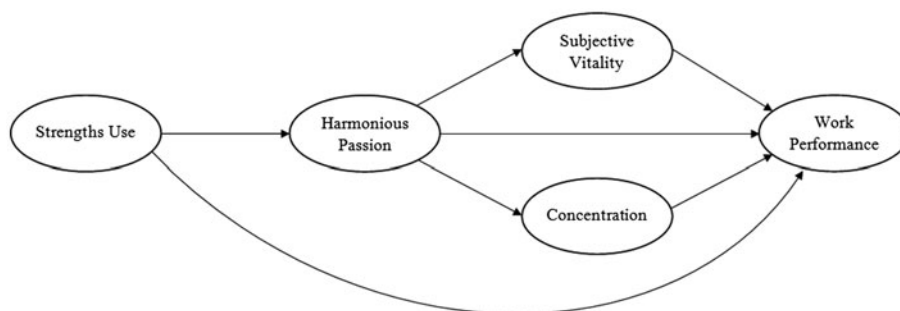 Subjective
Vitality
Strengths Use
Harmonious
Passion
Work
Performance
Concentration